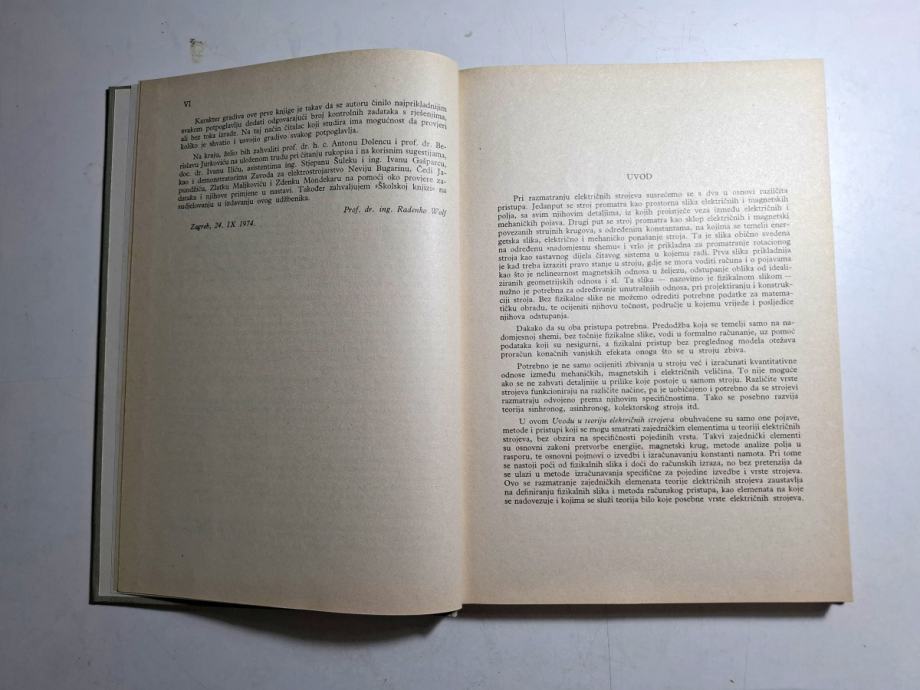 VI
Karakter gradiva ove prve knjige je takav da se autoru činilo najprikladnijim
svakom potpoglavlju dodati odgovarajući broj kontrolnih zadataka s rješenjima,
ali bez toka izrade. Na taj način čitalac koji studira ima mogućnost da provjeri
koliko je shvatio i usvojio gradivo svakog potpoglavlja.
Na kraju, želio bih zahvaliti prof. dr. h. c. Antonu Dolencu i prof. dr. Be-
rislavu Jurkoviću na uloženom trudu pri čitanju rukopisa i na korisnim sugestijama,
doc. dr. Ivanu Iliću, asistentima ing. Stjepanu Šuleku i ing. Ivanu Gašparcu,
kao i demonstratorima Zavoda za elektrostrojarstvo Neviju Bugarinu, Čedi Ja-
pundžiću, Zlatku Maljkoviću i Zdenku Mondekaru na pomoći oko provjere za-
dataka i njihove primjene u nastavi. Također zahvaljujem »Školskoj knjizi« na
sudjelovanju u izdavanju ovog udžbenika.
Prof. dr. ing. Radenko Wolf
Zagreb, 24. IX 1974.
UVOD
Pri razmatranju električnih strojeva susrećemo se s dva u osnovi različita
pristupa. Jedanput se stroj promatra kao prostorna slika električnih i magnetskih
polja, sa svim njihovim detaljima, iz kojih proistječe veza između električnih i
mehaničkih pojava. Drugi put se stroj promatra kao sklop električki i magnetski
povezanih strujnih krugova, s određenim konstantama, na kojima se temelji ener-
getska slika, električno i mehaničko ponašanje stroja. Ta je slika obično svedena
na određenu »nadomjesnu shemu« i vrlo je prikladna za promatranje rotacionog
stroja kao sastavnog dijela čitavog sistema u kojemu radi. Prva slika prikladnija
je kad treba izraziti pravo stanje u stroju, gdje se mora voditi računa i o pojavama
kao što je nelinearnost magnetskih odnosa u željezu, odstupanje oblika od ideali-
ziranih geometrijskih odnosa i sl. Ta slika — nazovimo je fizikalnom slikom —
nužno je potrebna za određivanje unutrašnjih odnosa, pri projektiranju i konstruk-
ciji stroja. Bez fizikalne slike ne možemo odrediti potrebne podatke za matema-
tičku obradu, te ocijeniti njihovu točnost, područje u kojemu vrijede i posljedice
njihova odstupanja.
Dakako da su oba pristupa potrebna. Predodžba koja se temelji samo na na-
domjesnoj shemi, bez točnije fizikalne slike, vodi u formalno računanje, uz pomoć
podataka koji su nesigurni, a fizikalni pristup bez preglednog modela otežava
proračun konačnih vanjskih efekata onoga što se u stroju zbiva.
Potrebno je ne samo ocijeniti zbivanja u stroju već i izračunati kvantitativne
odnose između mehaničkih, magnetskih i električnih veličina. To nije moguće
ako se ne zahvati detaljnije u prilike koje postoje u samom stroju. Različite vrste
strojeva funkcioniraju na različite načine, pa je uobičajeno i potrebno da se strojevi
razmatraju odvojeno prema njihovim specifičnostima. Tako se posebno razvija
teorija sinhronog, asinhronog, kolektorskog stroja itd.
U ovom Uvodu u teoriju električnih strojeva obuhvaćene su samo one pojave,
metode i pristupi koji se mogu smatrati zajedničkim elementima u teoriji električnih
strojeva, bez obzira na specifičnosti pojedinih vrsta. Takvi zajednički elementi
su osnovni zakoni pretvorbe energije, magnetski krug, metode analize polja u
rasporu, te osnovni pojmovi o izvedbi i izračunavanju konstanti namota. Pri tome
se nastoji poći od fizikalnih slika i doći do računskih izraza, no bez pretenzija da
se ulazi u metode izračunavanja specifične za pojedine izvedbe i vrste strojeva.
Ovo se razmatranje zajedničkih elemenata teorije električnih strojeva zaustavlja
na definiranju fizikalnih slika i metoda računskog pristupa, kao elemenata na koje
se nadovezuje i kojima se služi teorija bilo koje posebne vrste električnih strojeva.